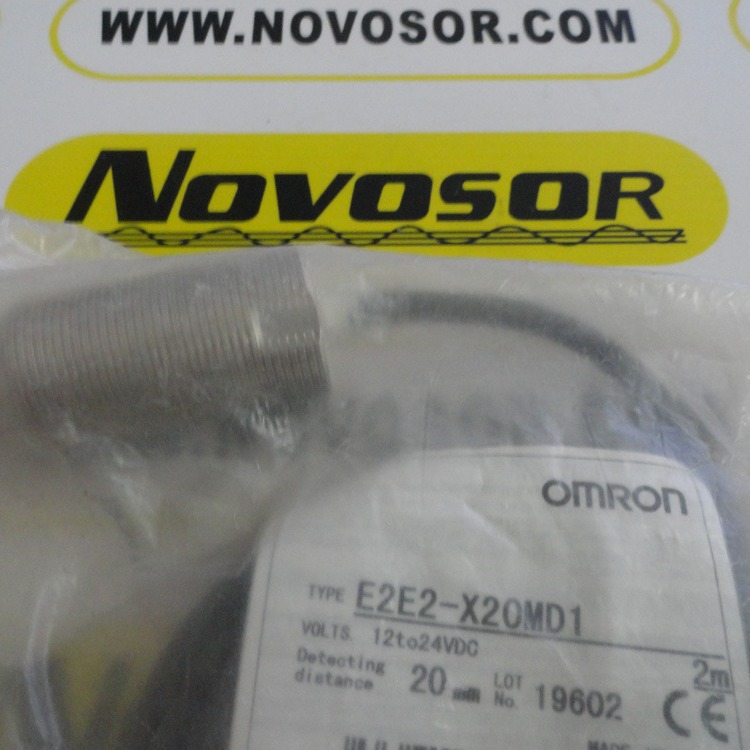 WWW.NOVOSOR.COM
NOVOSOR
OMRON
TYPE E2E2-X20MD1
VOLTS. 12to24VDC
2m
Detecting distance 20 mm LOT No. 19602
CE